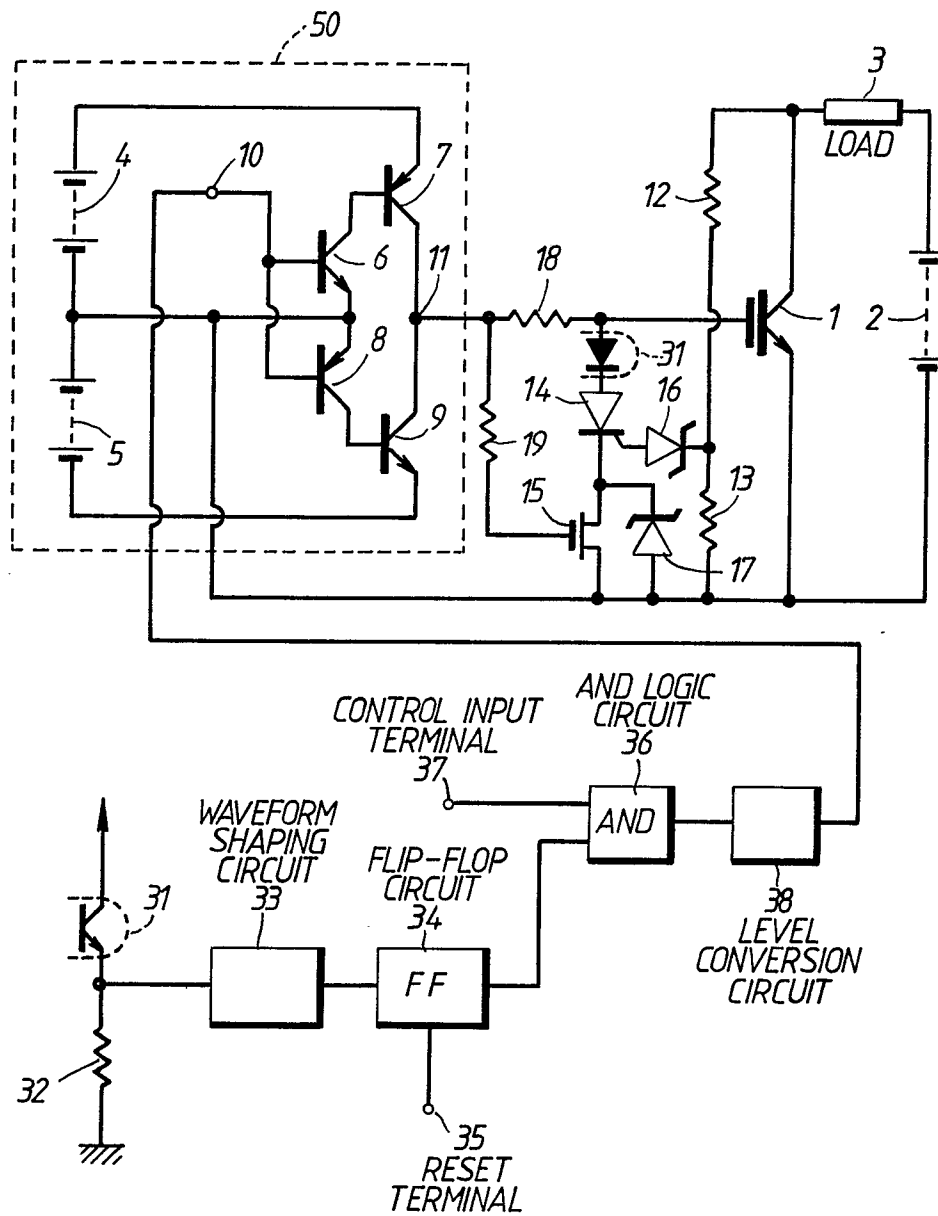 50
3
4
10
7
LOAD
12
6
11
18
1
2
8
31
14
16
5
9
19
13
15
17
AND LOGIC
CIRCUIT
36
CONTROL INPUT
TERMINAL
37
WAVEFORM
SHAPING
CIRCUIT
33
FLIP-FLOP
CIRCUIT
34
AND
31
38
LEVEL
CONVERSION
CIRCUIT
FF
32
35
RESET
TERMINAL